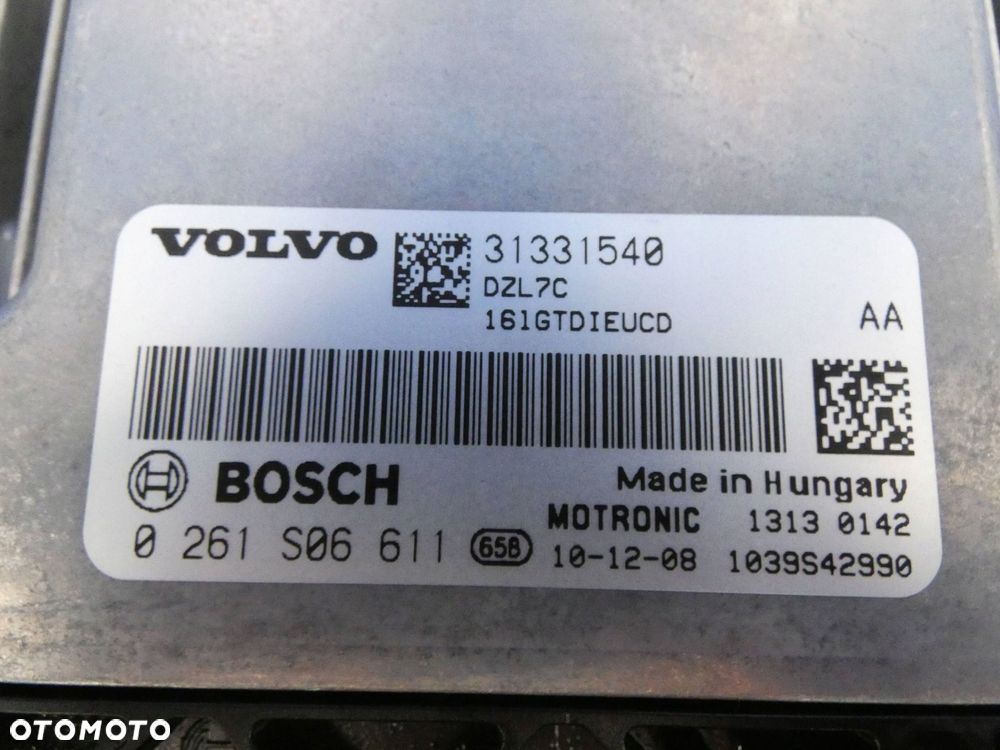 VOLVO 31331540
DZL7C
161GTDIEUCD AA
BOSCH Made in Hungary
MOTRONIC 1313 0142
0 261 S06 611 65B 10-12-08 1039S42990
OTOMOTO